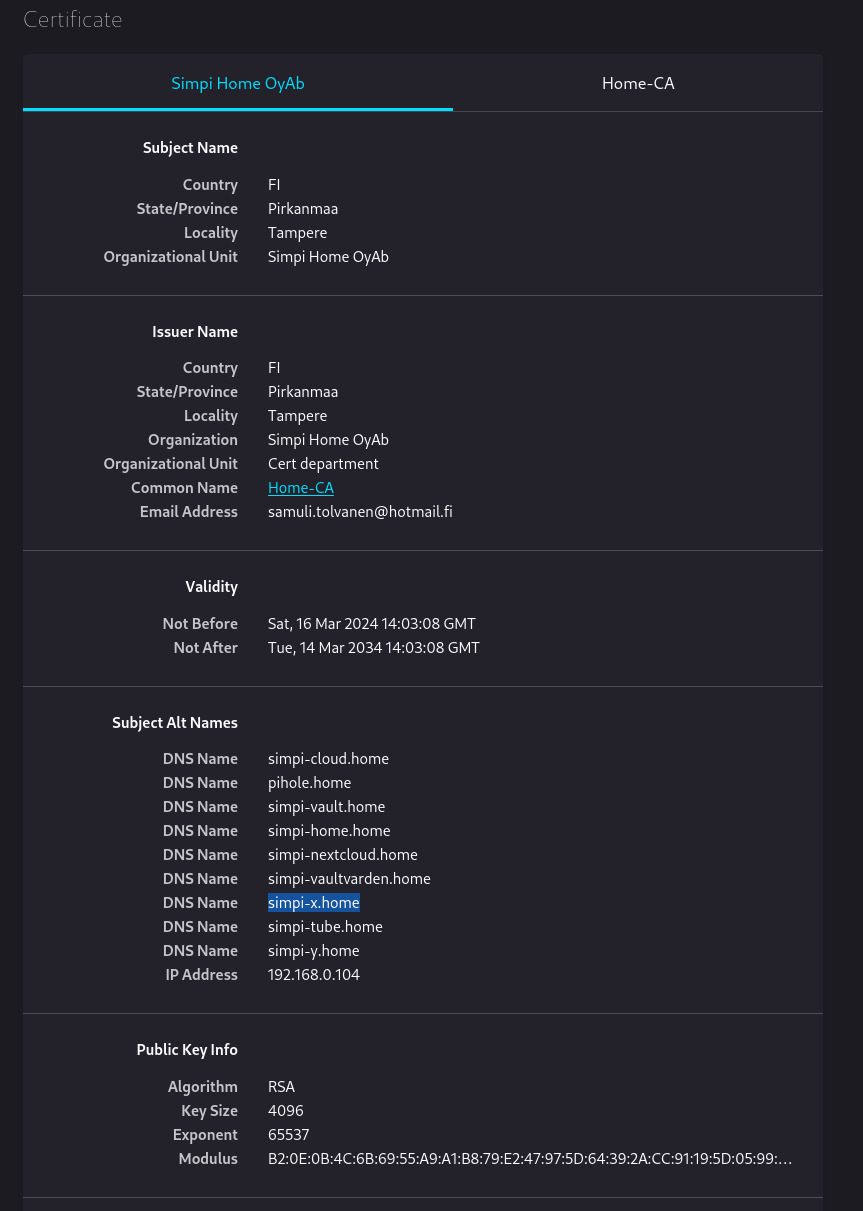 Certificate
Simpi Home OyAb Home-CA
Subject Name
Country FI
State/Province Pirkanmaa
Locality Tampere
Organizational Unit Simpi Home OyAb
Issuer Name
Country FI
State/Province Pirkanmaa
Locality Tampere
Organization Simpi Home OyAb
Organizational Unit Cert department
Common Name Home-CA
Email Address samuli.tolvanen@hotmail.fi
Validity
Not Before Sat, 16 Mar 2024 14:03:08 GMT
Not After Tue, 14 Mar 2034 14:03:08 GMT
Subject Alt Names
DNS Name simpi-cloud.home
DNS Name pihole.home
DNS Name simpi-vault.home
DNS Name simpi-home.home
DNS Name simpi-nextcloud.home
DNS Name simpi-vaultvarden.home
DNS Name simpi-x.home
DNS Name simpi-tube.home
DNS Name simpi-y.home
IP Address 192.168.0.104
Public Key Info
Algorithm RSA
Key Size 4096
Exponent 65537
Modulus B2:0E:0B:4C:6B:69:55:A9:A1:B8:79:E2:47:97:5D:64:39:2A:CC:91:19:5D:05:99:…